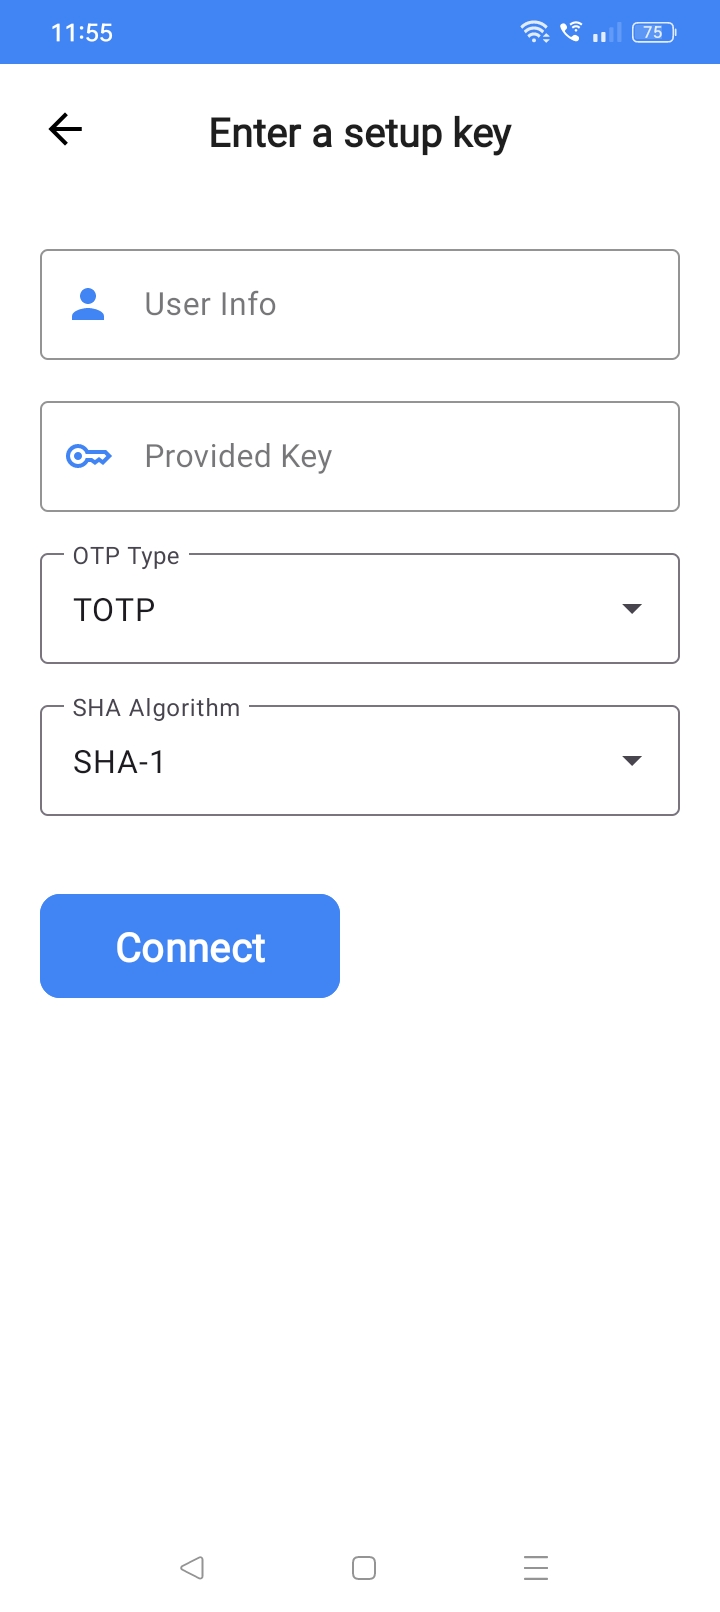 11:55
75
Enter a setup key
User Info
Provided Key
OTP Type
TOTP
SHA Algorithm
SHA-1
Connect